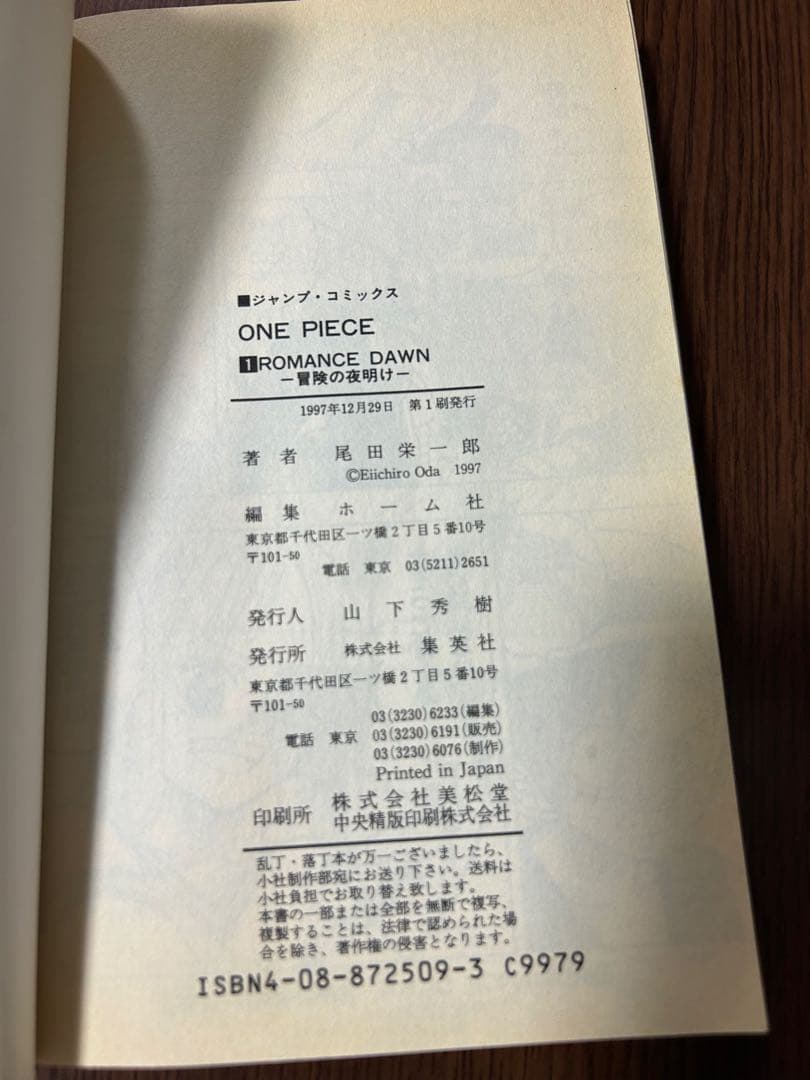 ■ジャンプ・コミックス
ONE PIECE
1 ROMANCE DAWN
―冒険の夜明け―
1997年12月29日 第1刷発行
著者 尾田栄一郎
©Eiichiro Oda 1997
編集 ホーム社
東京都千代田区一ツ橋2丁目5番10号
〒101-50
電話 東京 03(5211)2651
発行人 山下秀樹
発行所 株式会社 集英社
東京都千代田区一ツ橋2丁目5番10号
〒101-50
03(3230)6233(編集)
電話 東京 03(3230)6191(販売)
03(3230)6076(制作)
Printed in Japan
印刷所 株式会社美松堂
中央精版印刷株式会社
乱丁・落丁本が万一ございましたら、
小社制作部宛にお送り下さい。送料は
小社負担でお取り替え致します。
本書の一部または全部を無断で複写、
複製することは、法律で認められた場
合を除き、著作権の侵害となります。
ISBN4-08-872509-3 C9979